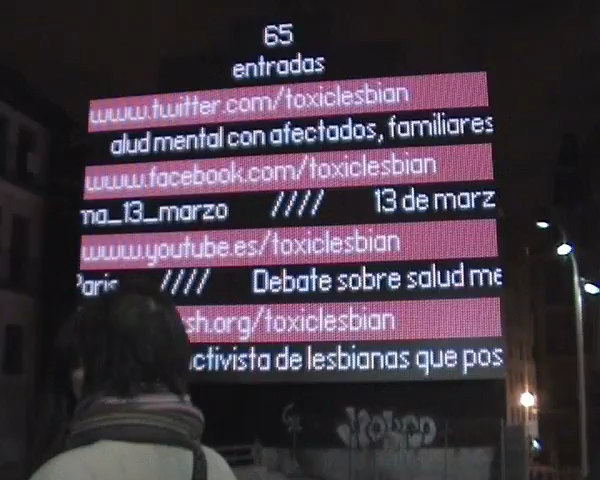 65
entradas
www.twitter.com/toxiclesbian
alud mental con afectados, familiares
www.facebook.com/toxiclesbian
ma_13_marzo //// 13 de marz
www.youtube.es/toxiclesbian
Paris //// Debate sobre salud me
sh.org/toxiclesbian
activista de lesbianas que pos